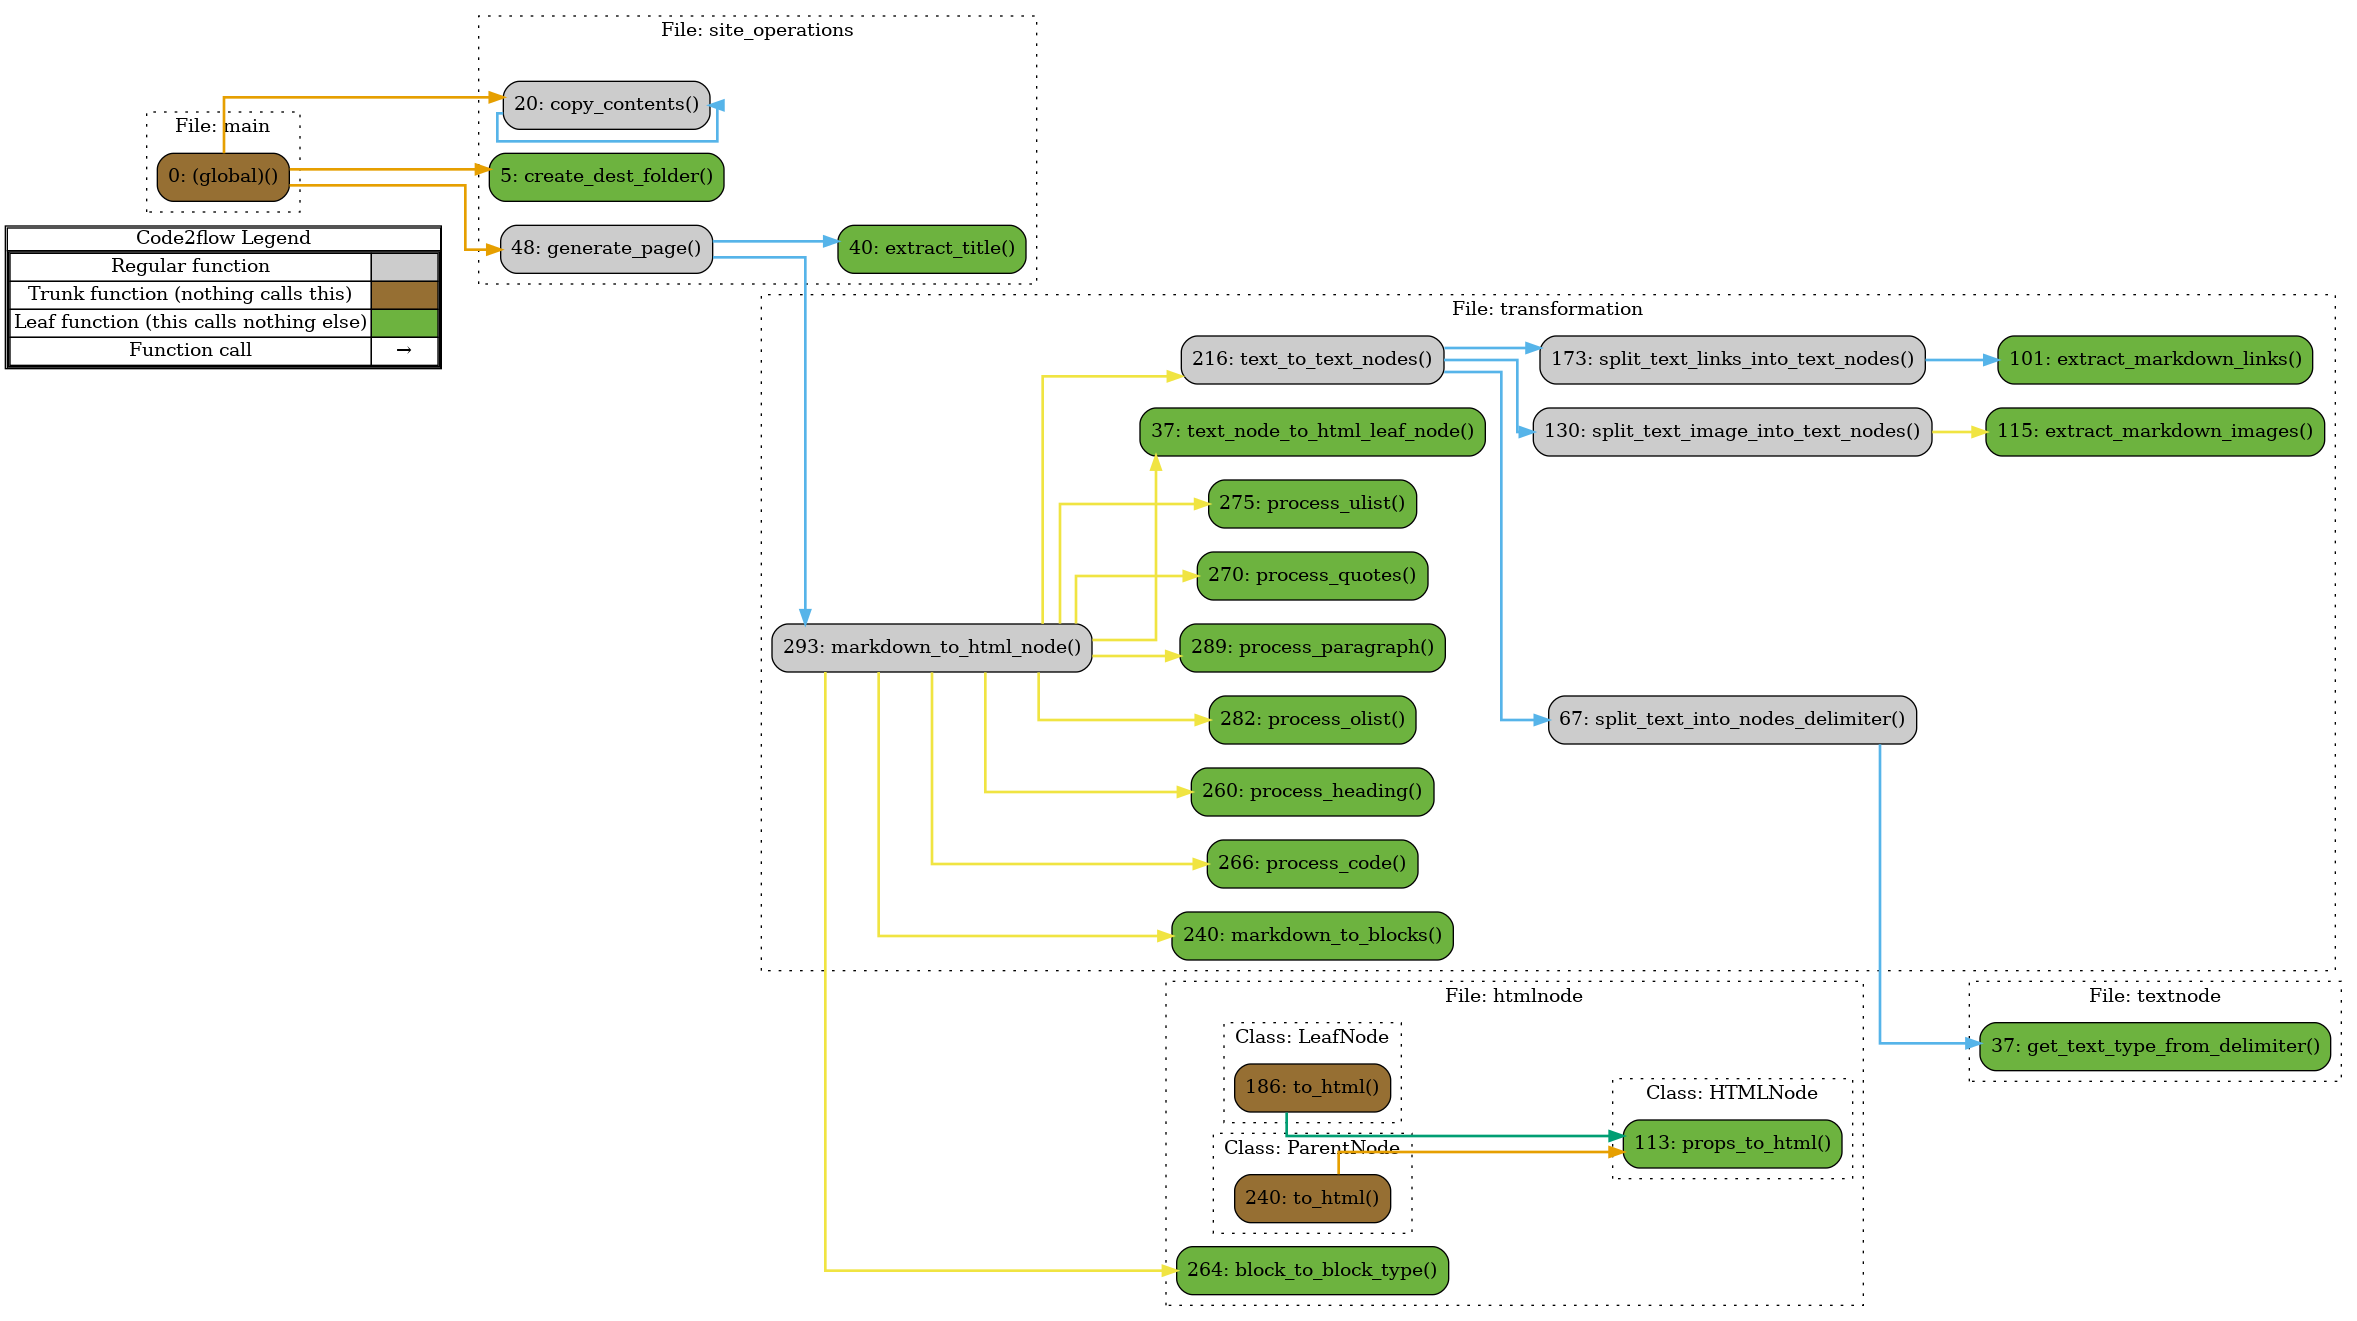 File: site_operations
20: copy_contents()
File: main
0: (global)()
5: create_dest_folder()
48: generate_page()
40: extract_title()
Code2flow Legend
Regular function
Trunk function (nothing calls this)
Leaf function (this calls nothing else)
Function call →
File: transformation
216: text_to_text_nodes()
173: split_text_links_into_text_nodes()
101: extract_markdown_links()
37: text_node_to_html_leaf_node()
130: split_text_image_into_text_nodes()
115: extract_markdown_images()
275: process_ulist()
270: process_quotes()
293: markdown_to_html_node()
289: process_paragraph()
282: process_olist()
67: split_text_into_nodes_delimiter()
260: process_heading()
266: process_code()
240: markdown_to_blocks()
File: htmlnode
Class: LeafNode
186: to_html()
Class: HTMLNode
113: props_to_html()
Class: ParentNode
240: to_html()
264: block_to_block_type()
File: textnode
37: get_text_type_from_delimiter()